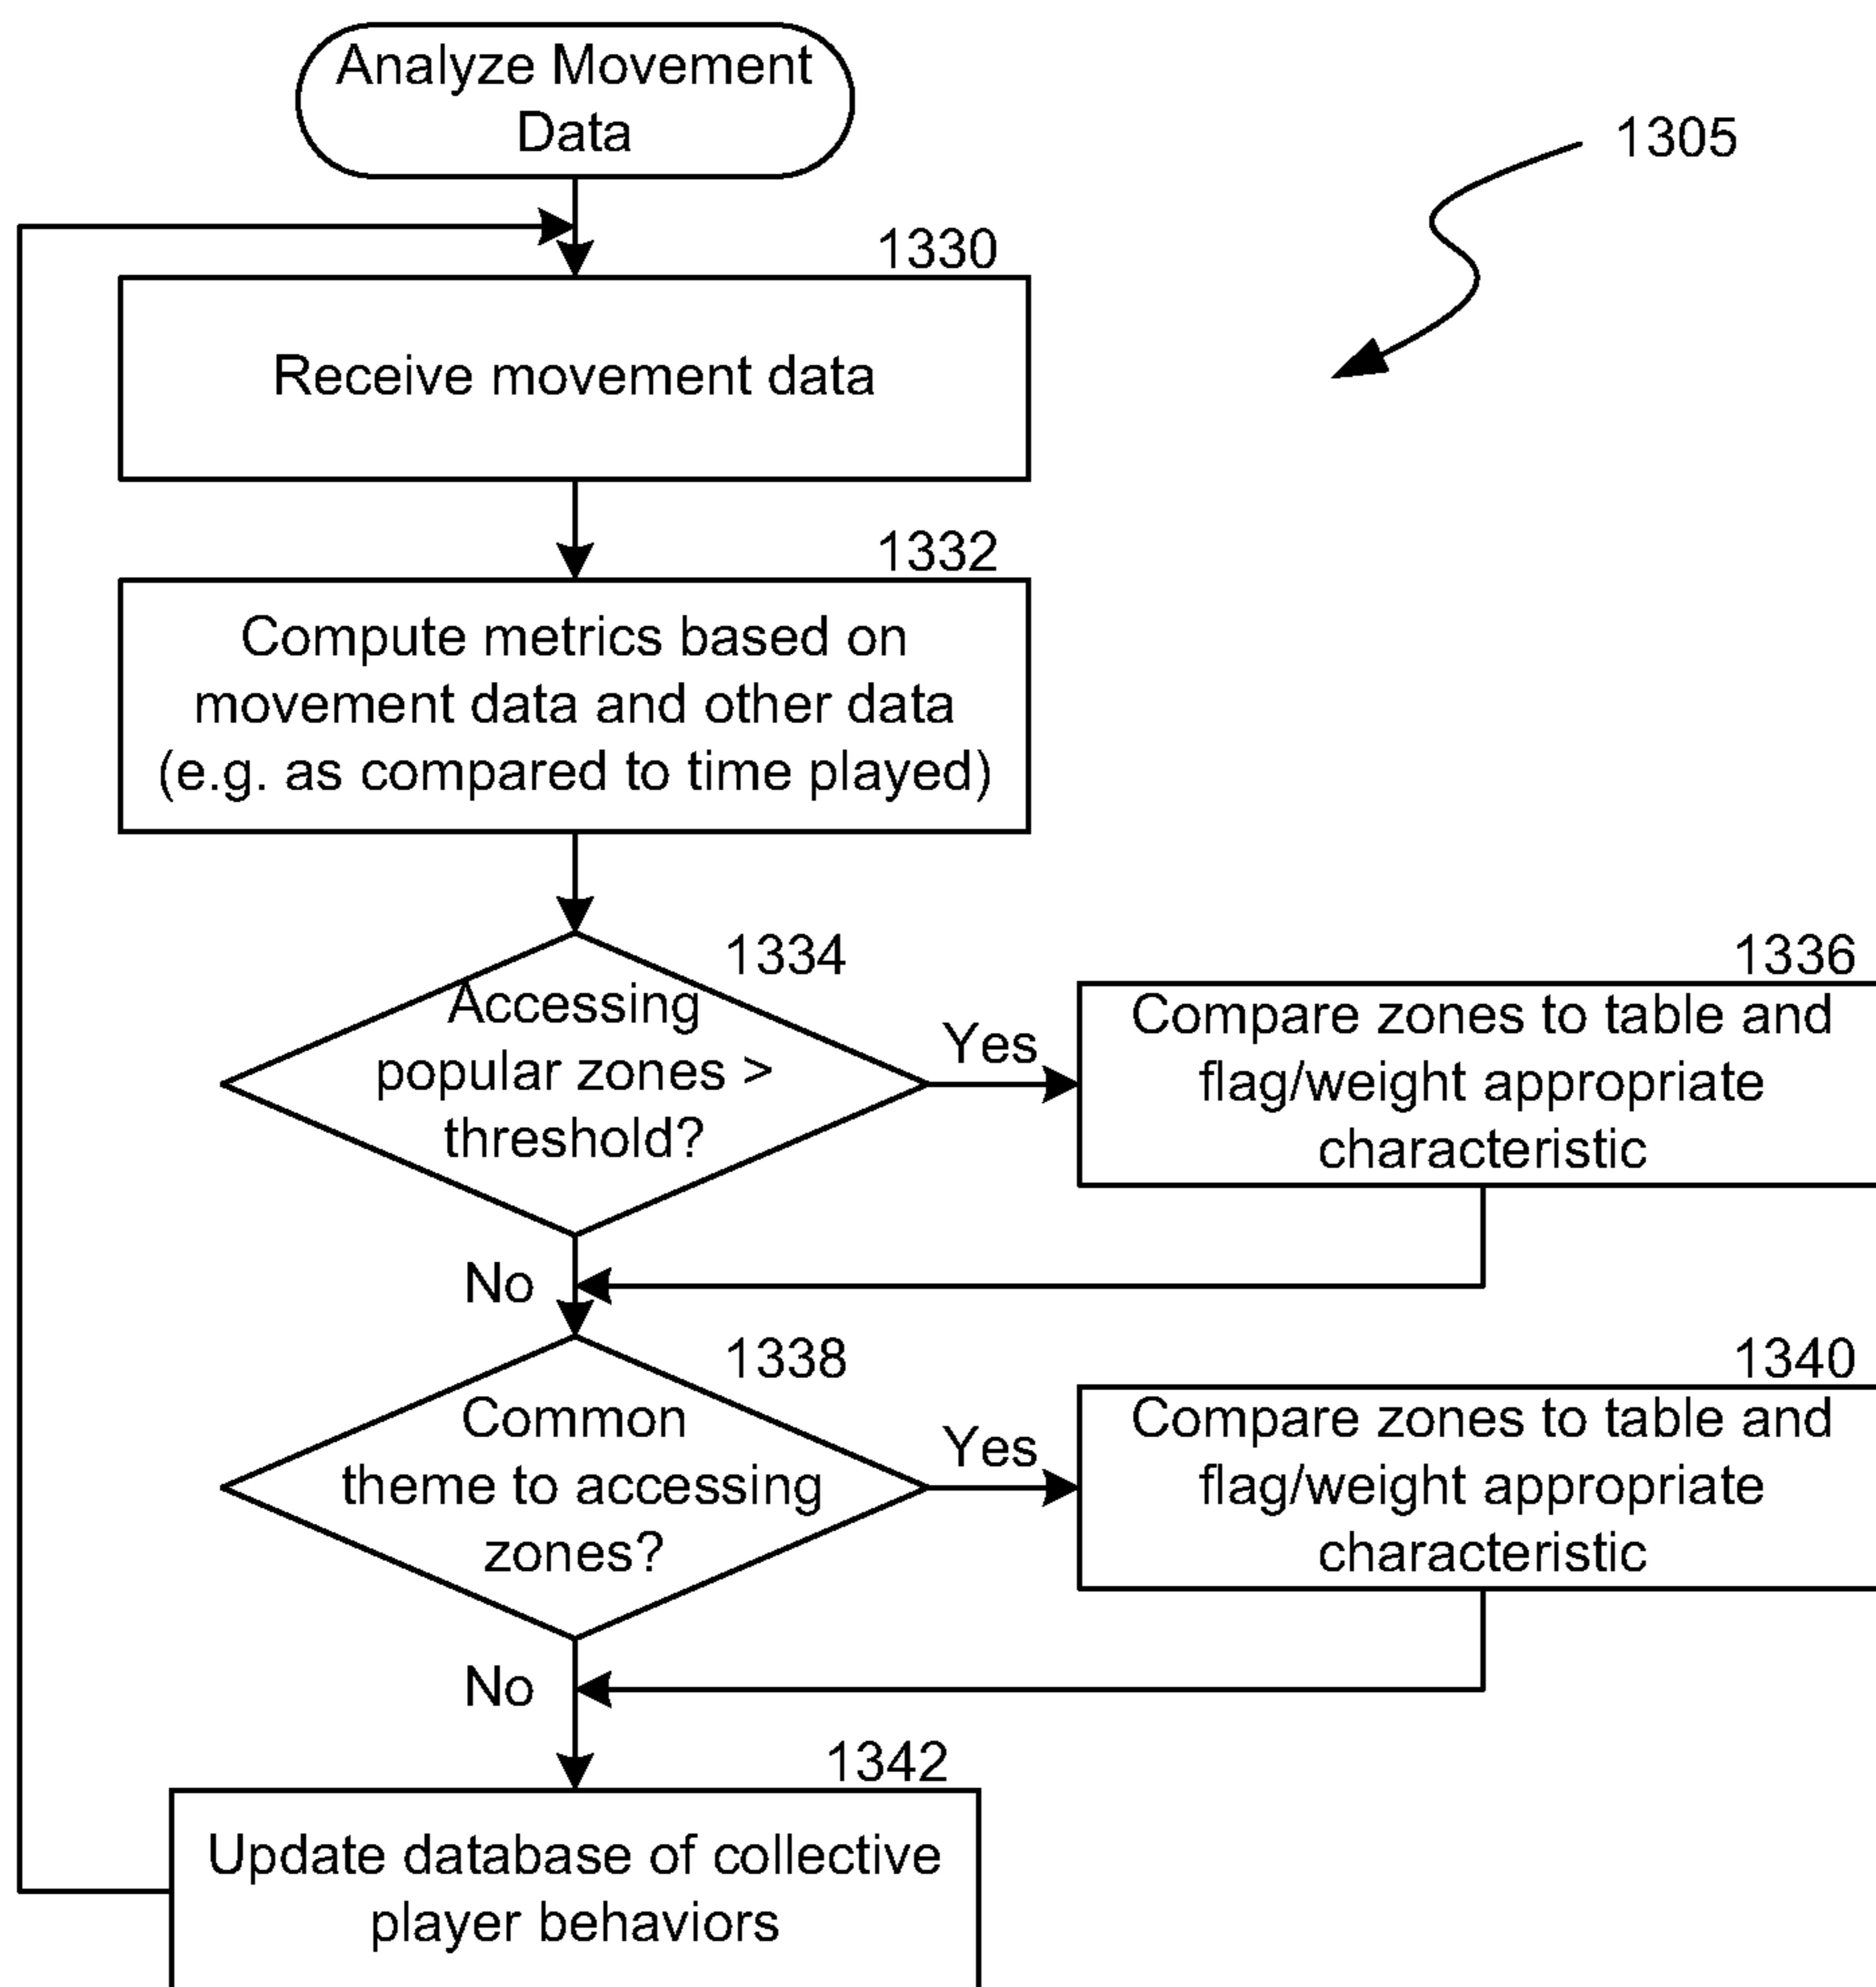 Analyze Movement
Data
1305
1330
Receive movement data
1332
Compute metrics based on
movement data and other data
(e.g. as compared to time played)
1334
Accessing
popular zones >
threshold?
Yes
1336
Compare zones to table and
flag/weight appropriate
characteristic
No
1338
Common
theme to accessing
zones?
Yes
1340
Compare zones to table and
flag/weight appropriate
characteristic
No
1342
Update database of collective
player behaviors